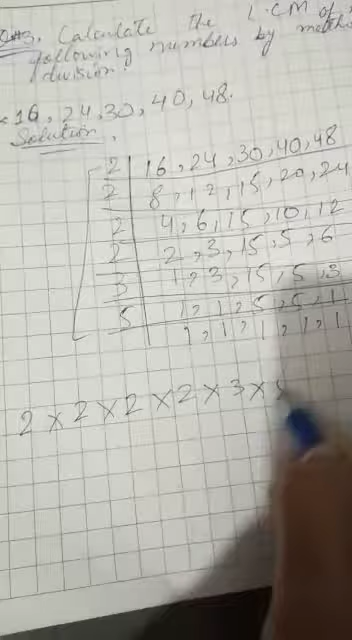 Calculate the L.CM of
following numbers by
division.
16, 24, 30, 40, 48.
Solution,
2 | 16, 24, 30, 40, 48
2 | 8, 12, 15, 20, 24
2 | 4, 6, 15, 10, 12
2 | 2, 3, 15, 5, 6
3 | 1, 3, 15, 5, 3
5 | 1, 1, 5, 5, 1
1, 1, 1, 1, 1
2 × 2 × 2 × 2 × 3 ×